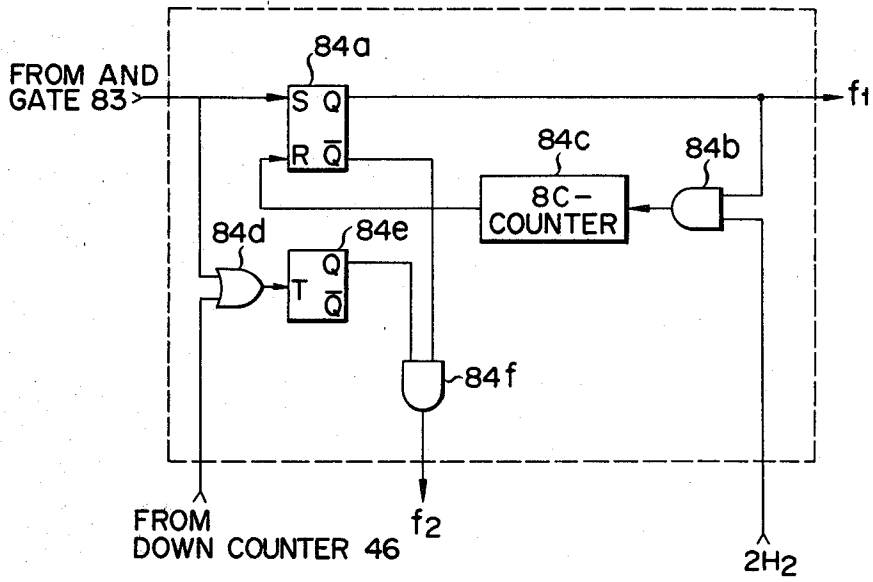 84a
FROM AND
GATE 83
S Q
R Q̅
f1
84c
8C-
COUNTER
84b
84d
84e
Q
T
Q̅
84f
f2
FROM
DOWN COUNTER 46
2H2